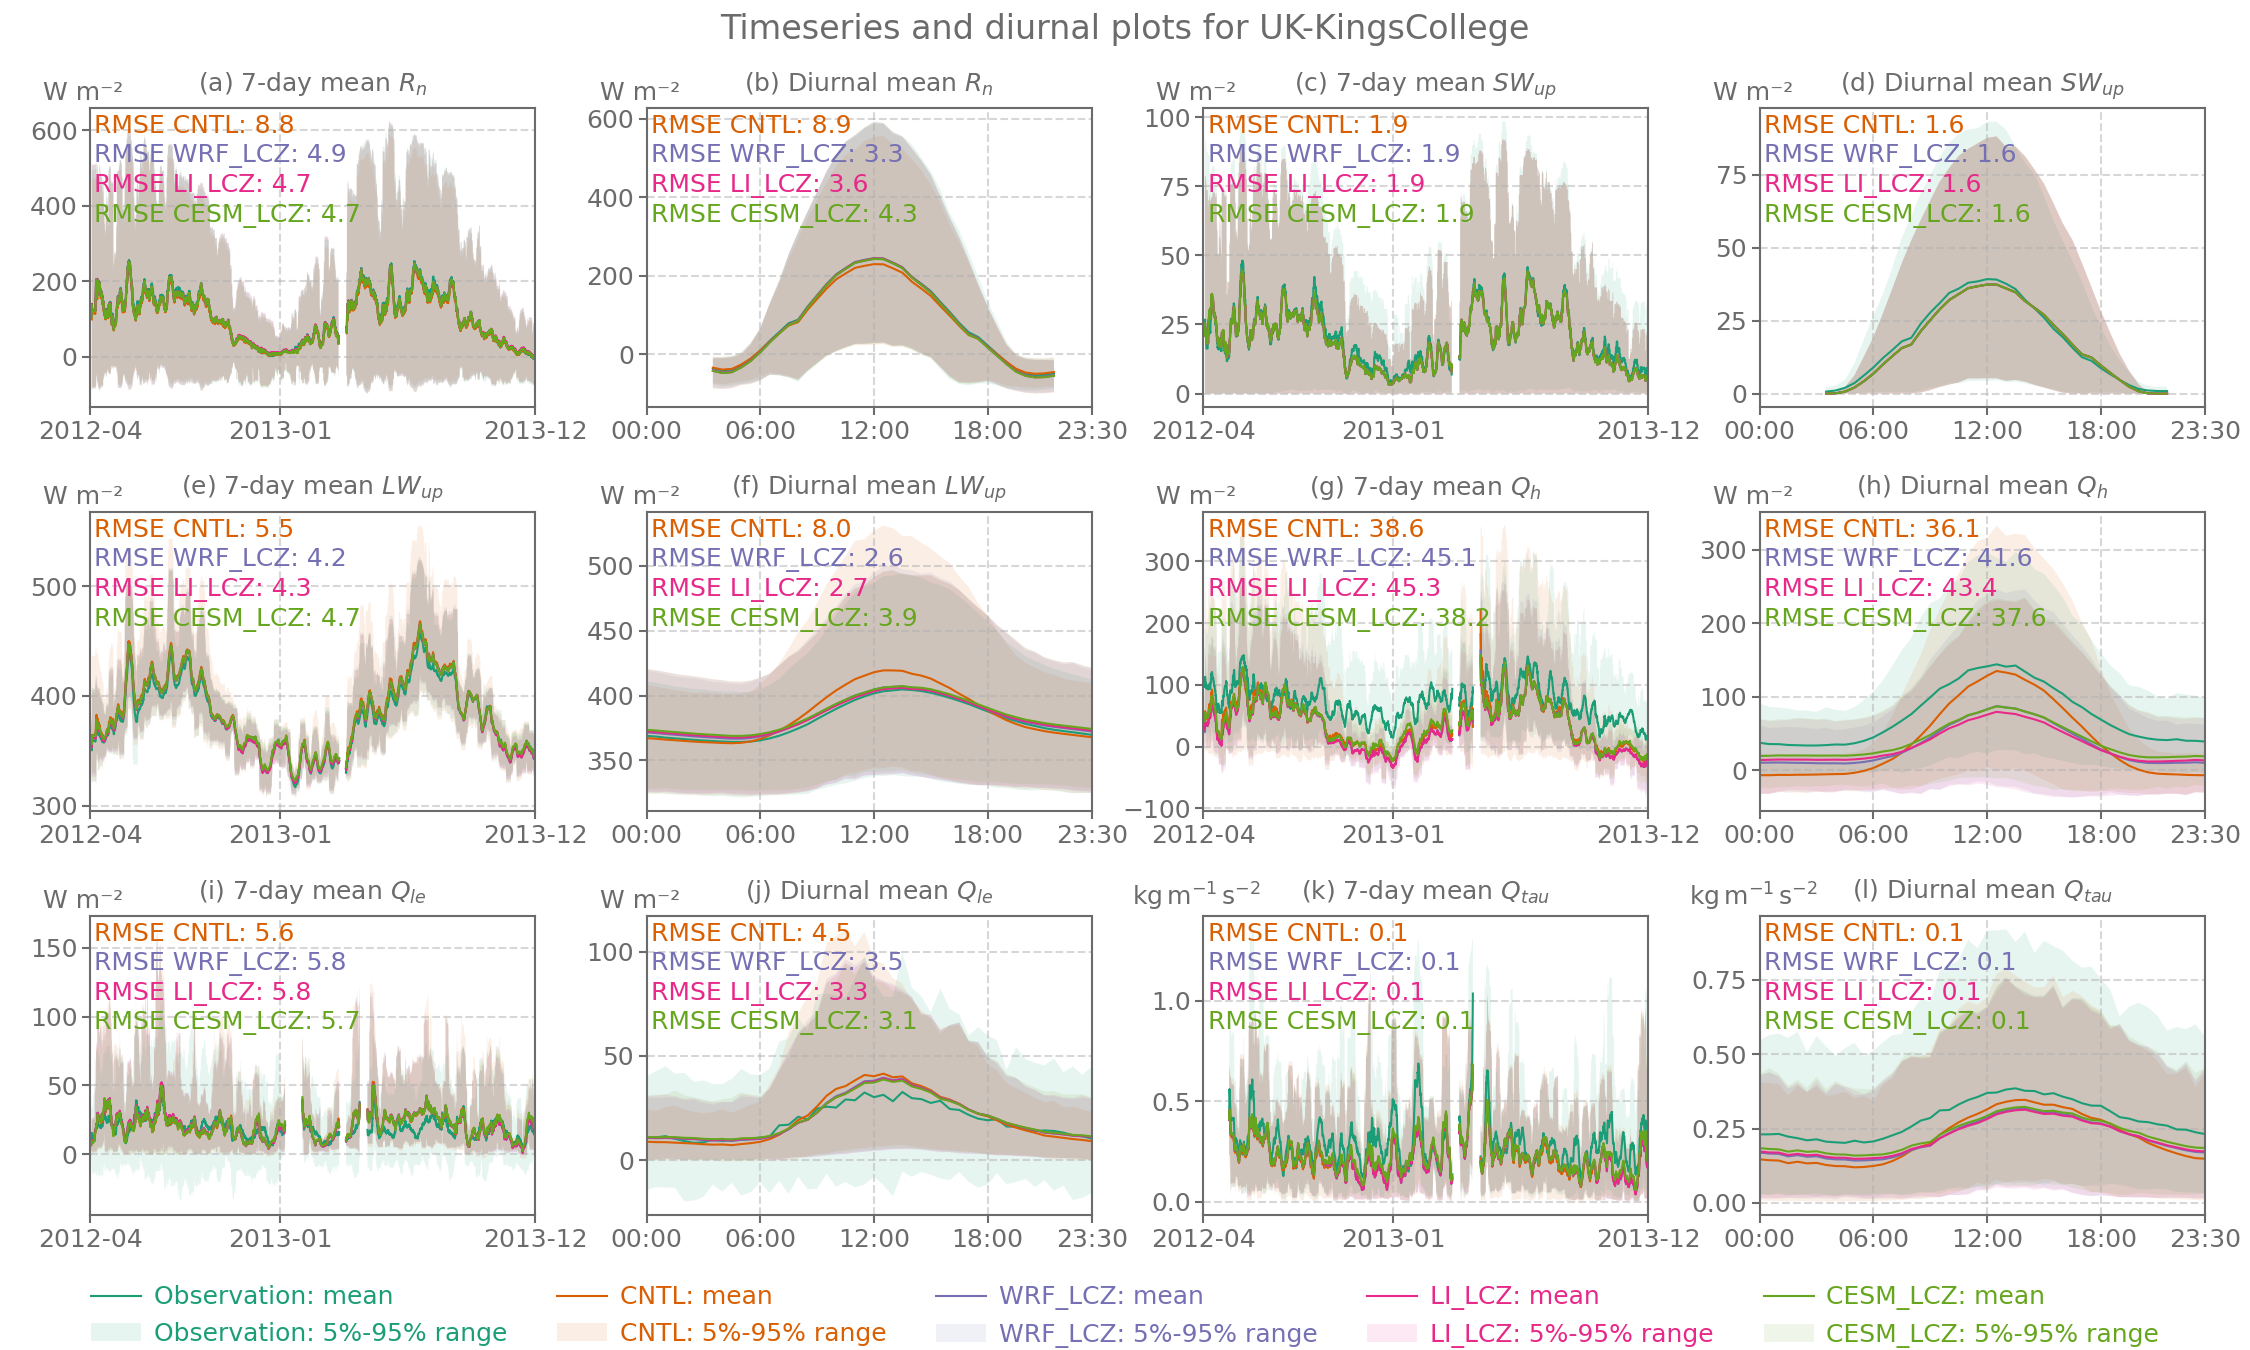 Timeseries and diurnal plots for UK-KingsCollege
W m⁻² (a) 7-day mean Rₙ
RMSE CNTL: 8.8
RMSE WRF_LCZ: 4.9
RMSE LI_LCZ: 4.7
RMSE CESM_LCZ: 4.7
600
400
200
0
2012-04 2013-01 2013-12
W m⁻² (b) Diurnal mean Rₙ
RMSE CNTL: 8.9
RMSE WRF_LCZ: 3.3
RMSE LI_LCZ: 3.6
RMSE CESM_LCZ: 4.3
600
400
200
0
00:00 06:00 12:00 18:00 23:30
W m⁻² (c) 7-day mean SW_up
RMSE CNTL: 1.9
RMSE WRF_LCZ: 1.9
RMSE LI_LCZ: 1.9
RMSE CESM_LCZ: 1.9
100
75
50
25
0
2012-04 2013-01 2013-12
W m⁻² (d) Diurnal mean SW_up
RMSE CNTL: 1.6
RMSE WRF_LCZ: 1.6
RMSE LI_LCZ: 1.6
RMSE CESM_LCZ: 1.6
75
50
25
0
00:00 06:00 12:00 18:00 23:30
W m⁻² (e) 7-day mean LW_up
RMSE CNTL: 5.5
RMSE WRF_LCZ: 4.2
RMSE LI_LCZ: 4.3
RMSE CESM_LCZ: 4.7
500
400
300
2012-04 2013-01 2013-12
W m⁻² (f) Diurnal mean LW_up
RMSE CNTL: 8.0
RMSE WRF_LCZ: 2.6
RMSE LI_LCZ: 2.7
RMSE CESM_LCZ: 3.9
500
450
400
350
00:00 06:00 12:00 18:00 23:30
W m⁻² (g) 7-day mean Q_h
RMSE CNTL: 38.6
RMSE WRF_LCZ: 45.1
RMSE LI_LCZ: 45.3
RMSE CESM_LCZ: 38.2
300
200
100
0
−100
2012-04 2013-01 2013-12
W m⁻² (h) Diurnal mean Q_h
RMSE CNTL: 36.1
RMSE WRF_LCZ: 41.6
RMSE LI_LCZ: 43.4
RMSE CESM_LCZ: 37.6
300
200
100
0
00:00 06:00 12:00 18:00 23:30
W m⁻² (i) 7-day mean Q_le
RMSE CNTL: 5.6
RMSE WRF_LCZ: 5.8
RMSE LI_LCZ: 5.8
RMSE CESM_LCZ: 5.7
150
100
50
0
2012-04 2013-01 2013-12
W m⁻² (j) Diurnal mean Q_le
RMSE CNTL: 4.5
RMSE WRF_LCZ: 3.5
RMSE LI_LCZ: 3.3
RMSE CESM_LCZ: 3.1
100
50
0
00:00 06:00 12:00 18:00 23:30
kg m⁻¹ s⁻² (k) 7-day mean Q_tau
RMSE CNTL: 0.1
RMSE WRF_LCZ: 0.1
RMSE LI_LCZ: 0.1
RMSE CESM_LCZ: 0.1
1.0
0.5
0.0
2012-04 2013-01 2013-12
kg m⁻¹ s⁻² (l) Diurnal mean Q_tau
RMSE CNTL: 0.1
RMSE WRF_LCZ: 0.1
RMSE LI_LCZ: 0.1
RMSE CESM_LCZ: 0.1
0.75
0.50
0.25
0.00
00:00 06:00 12:00 18:00 23:30
Observation: mean CNTL: mean WRF_LCZ: mean LI_LCZ: mean CESM_LCZ: mean
Observation: 5%-95% range CNTL: 5%-95% range WRF_LCZ: 5%-95% range LI_LCZ: 5%-95% range CESM_LCZ: 5%-95% range